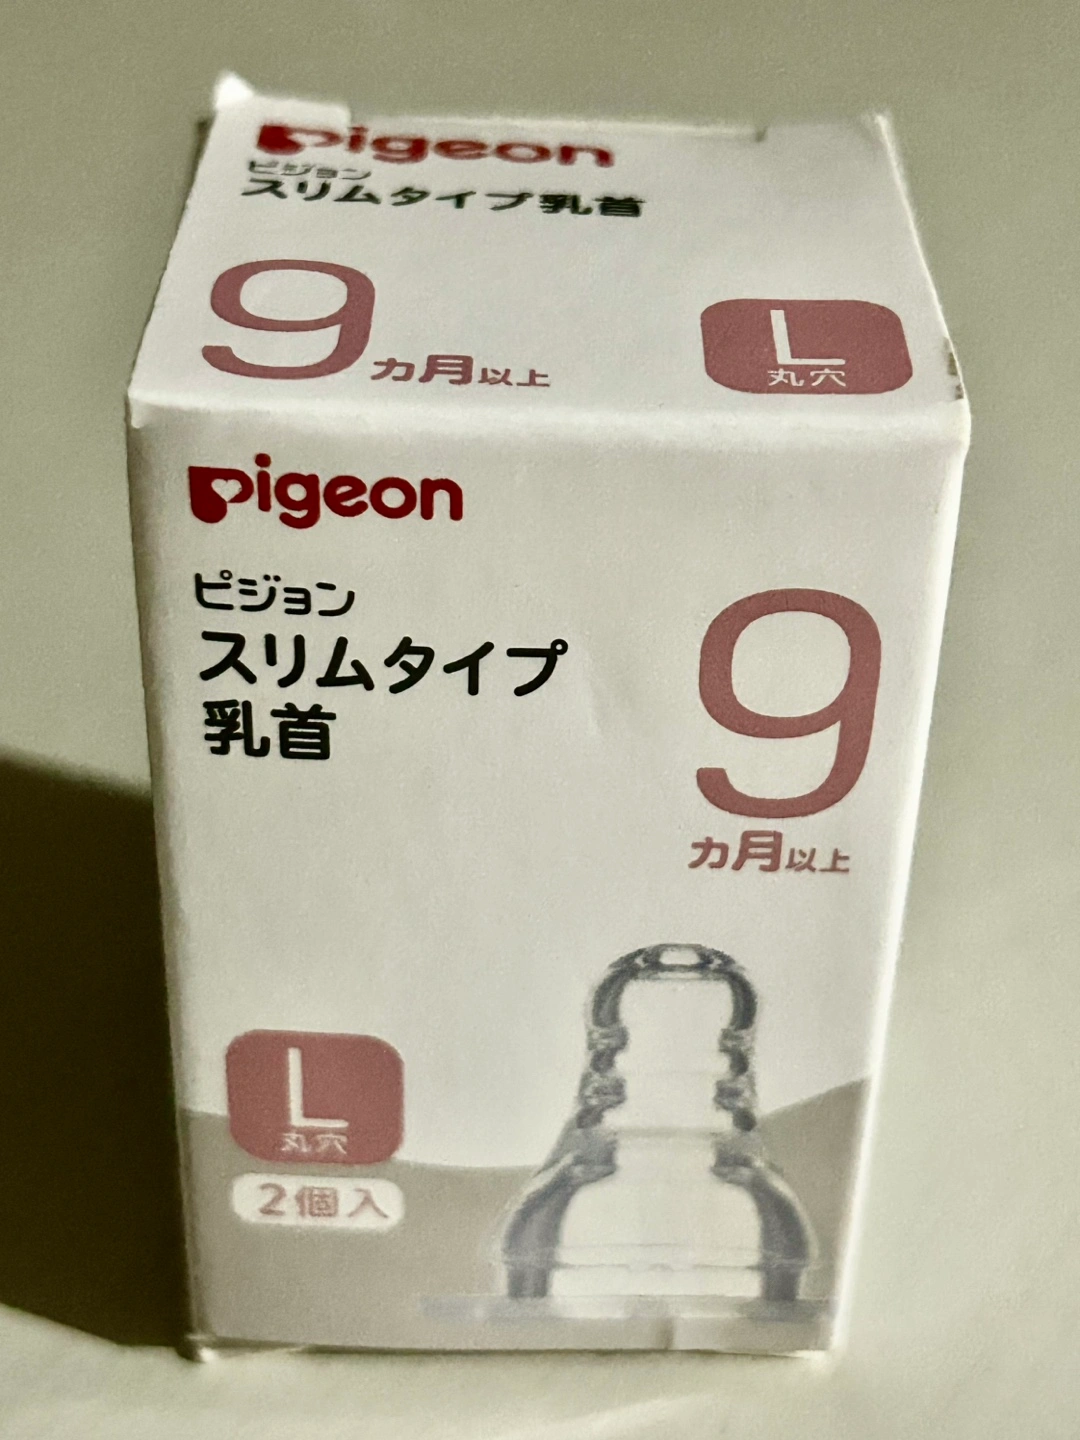 Pigeon
ピジョン
スリムタイプ乳首
9
カ月以上
L
丸穴
Pigeon
ピジョン
スリムタイプ
乳首
9
カ月以上
L
丸穴
2個入